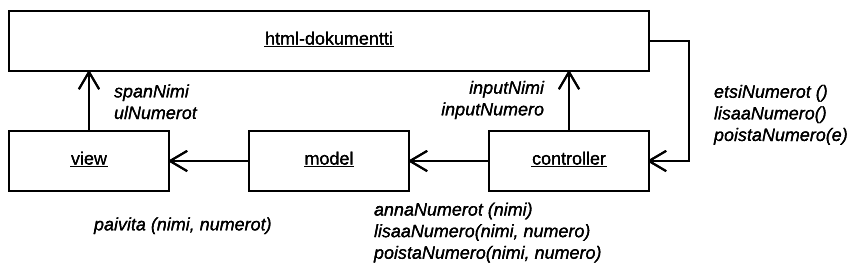 html-dokumentti
spanNimi
ulNumerot
inputNimi
inputNumero
etsiNumerot ()
lisaaNumero()
poistaNumero(e)
view
model
controller
paivita (nimi, numerot)
annaNumerot (nimi)
lisaaNumero(nimi, numero)
poistaNumero(nimi, numero)